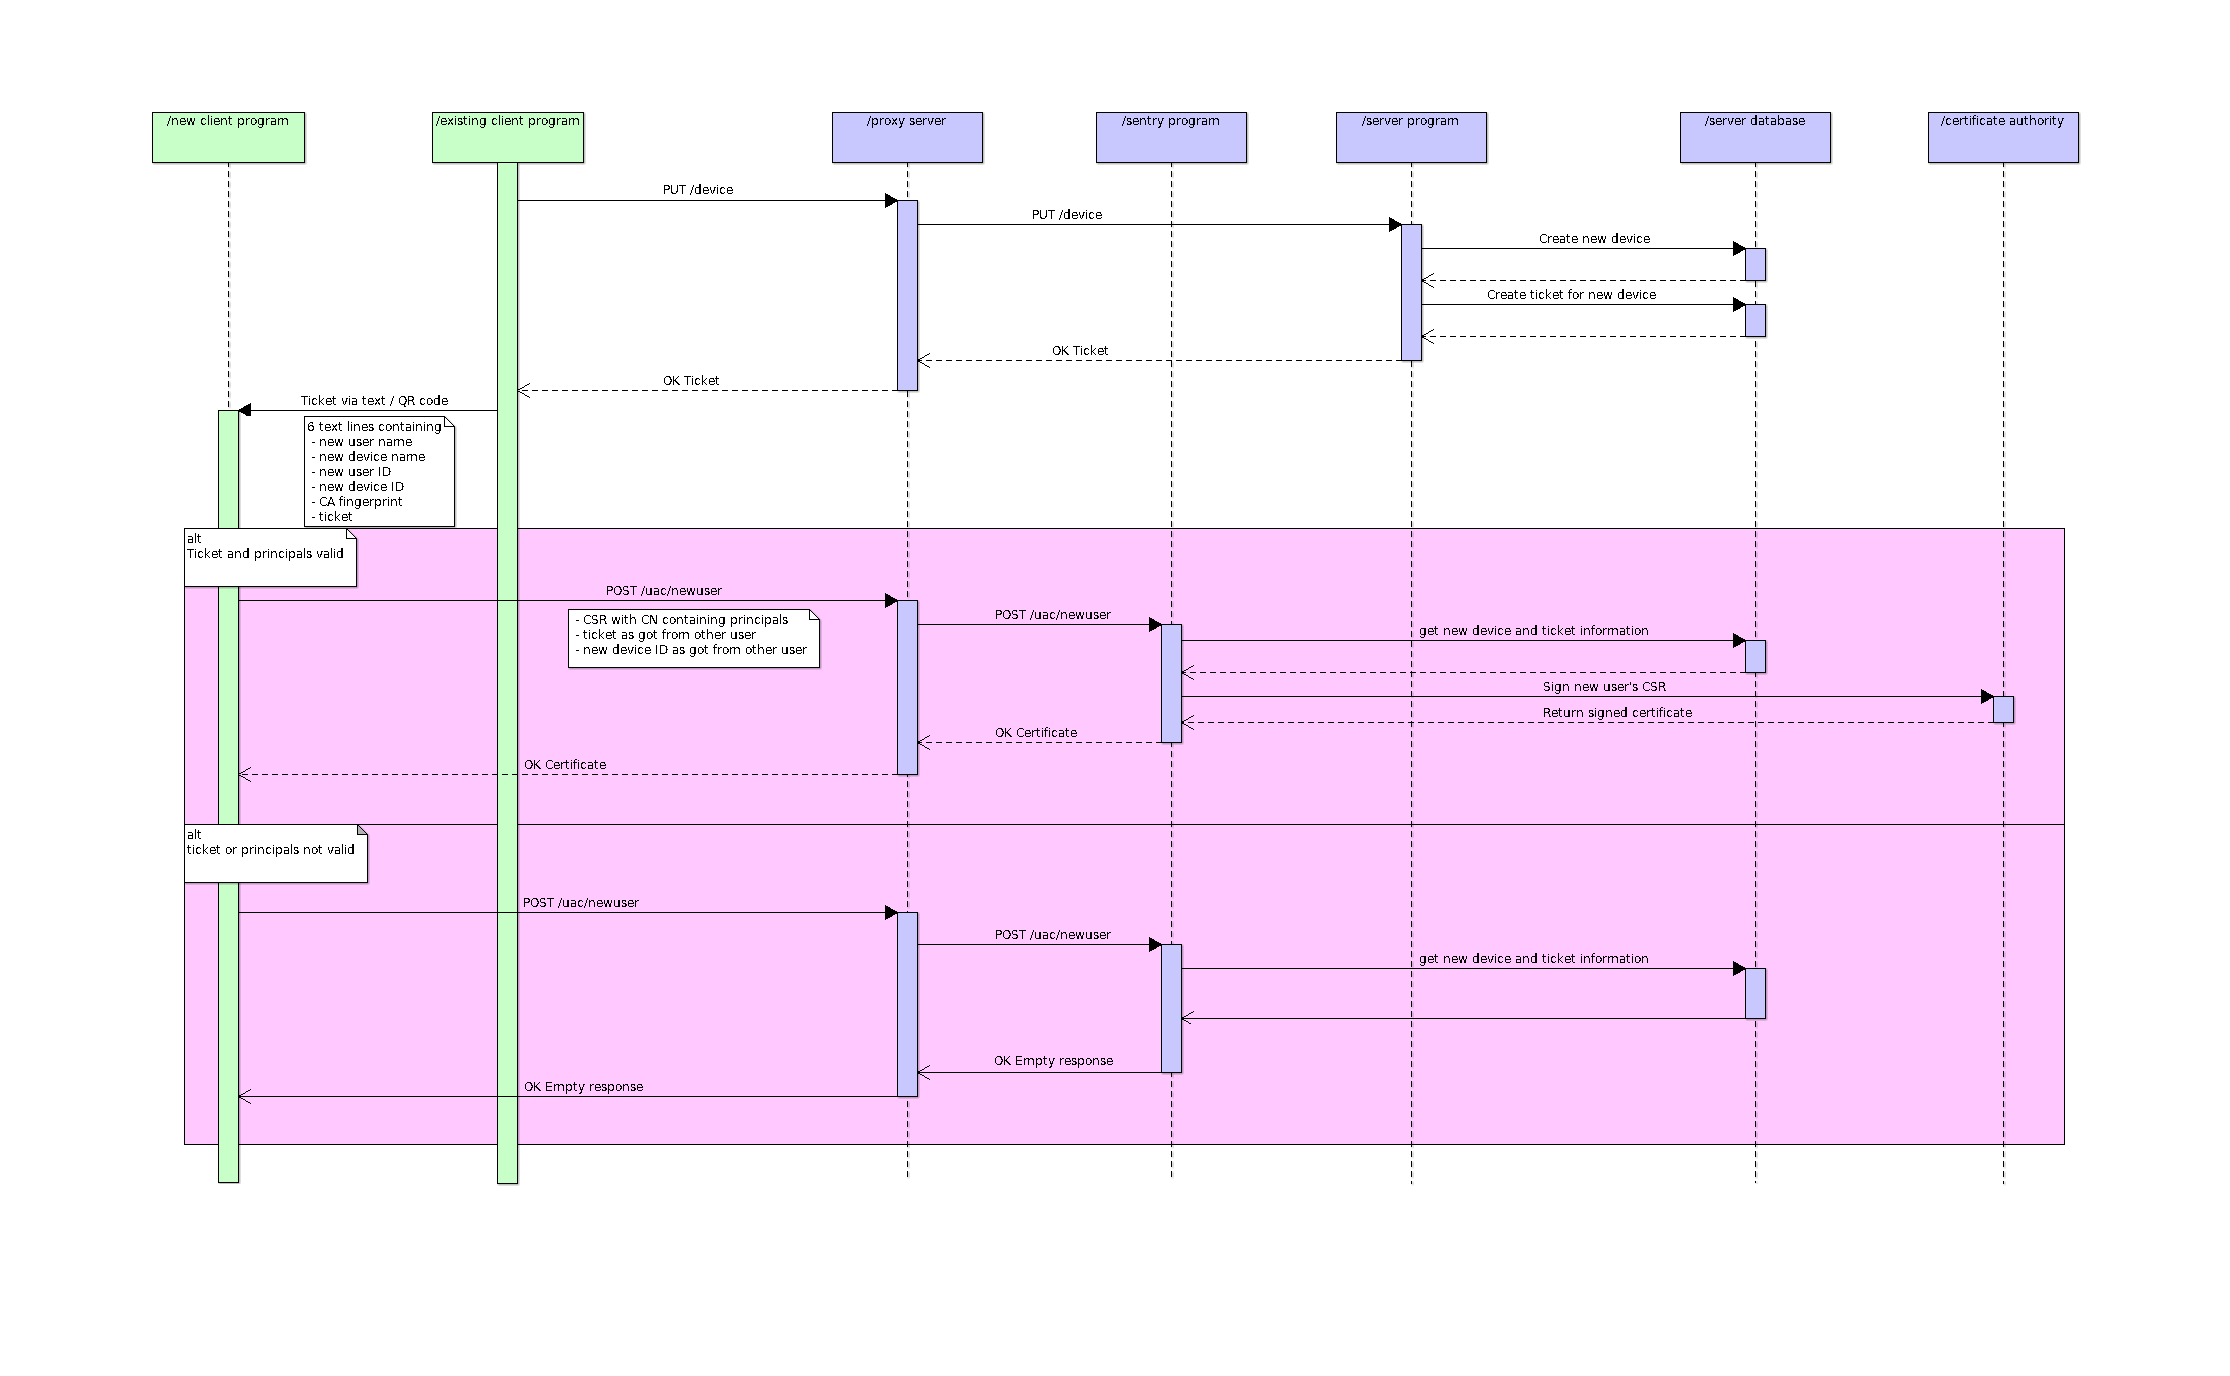 /new client program
/existing client program
/proxy server
/sentry program
/server program
/server database
/certificate authority
PUT /device
PUT /device
Create new device
Create ticket for new device
OK Ticket
OK Ticket
Ticket via text / QR code
6 text lines containing
- new user name
- new device name
- new user ID
- new device ID
- CA fingerprint
- ticket
alt
Ticket and principals valid
POST /uac/newuser
- CSR with CN containing principals
- ticket as got from other user
- new device ID as got from other user
POST /uac/newuser
get new device and ticket information
Sign new user's CSR
Return signed certificate
OK Certificate
OK Certificate
alt
ticket or principals not valid
POST /uac/newuser
POST /uac/newuser
get new device and ticket information
OK Empty response
OK Empty response